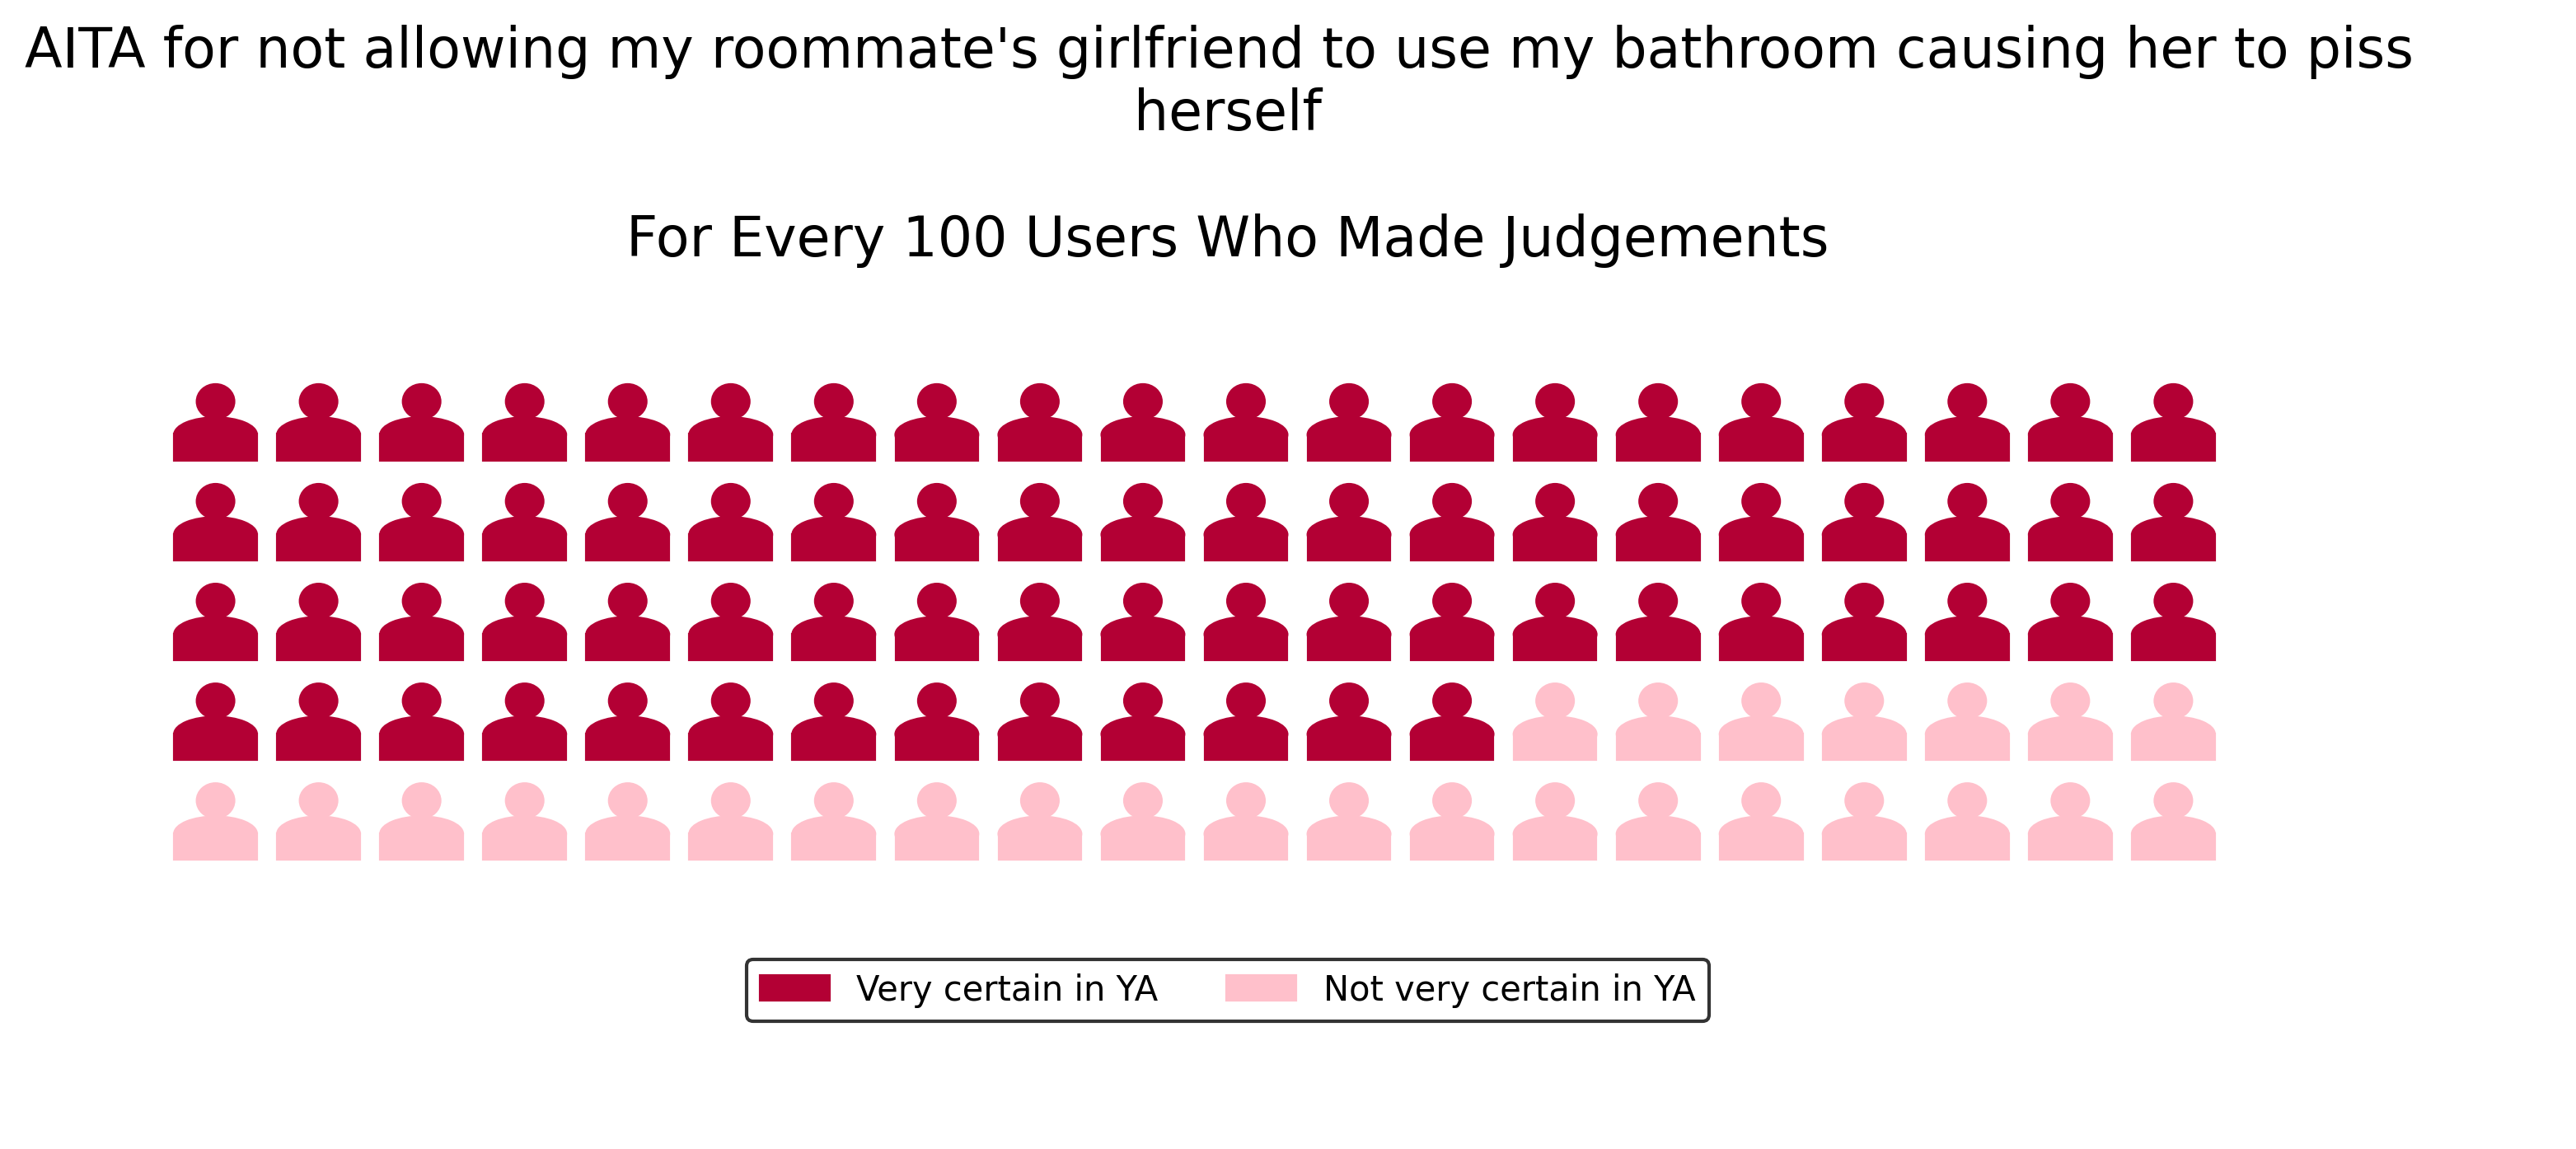 AITA for not allowing my roommate's girlfriend to use my bathroom causing her to piss
herself
For Every 100 Users Who Made Judgements
Very certain in YA
Not very certain in YA